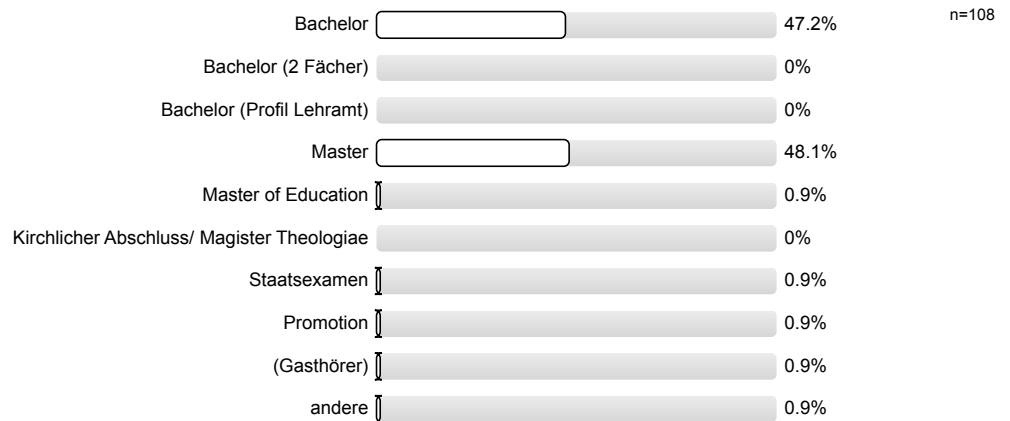 Bachelor 47.2% n=108
Bachelor (2 Fächer) 0%
Bachelor (Profil Lehramt) 0%
Master 48.1%
Master of Education 0.9%
Kirchlicher Abschluss/ Magister Theologiae 0%
Staatsexamen 0.9%
Promotion 0.9%
(Gasthörer) 0.9%
andere 0.9%